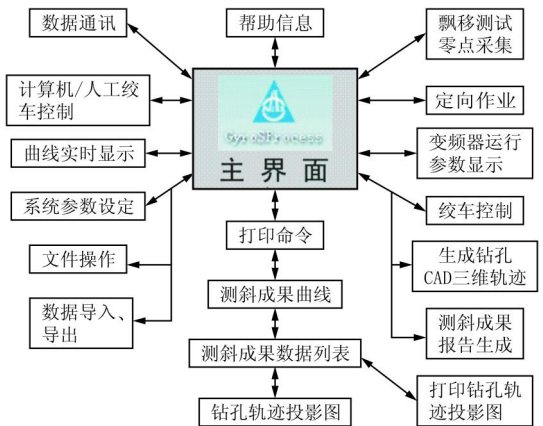 数据通讯
帮助信息
飘移测试
零点采集
计算机/人工绞
车控制
GyroSProcess
主界面
定向作业
曲线实时显示
变频器运行
参数显示
系统参数设定
绞车控制
打印命令
文件操作
生成钻孔
CAD三维轨迹
测斜成果曲线
数据导入、
导出
测斜成果
报告生成
测斜成果数据列表
打印钻孔轨
迹投影图
钻孔轨迹投影图